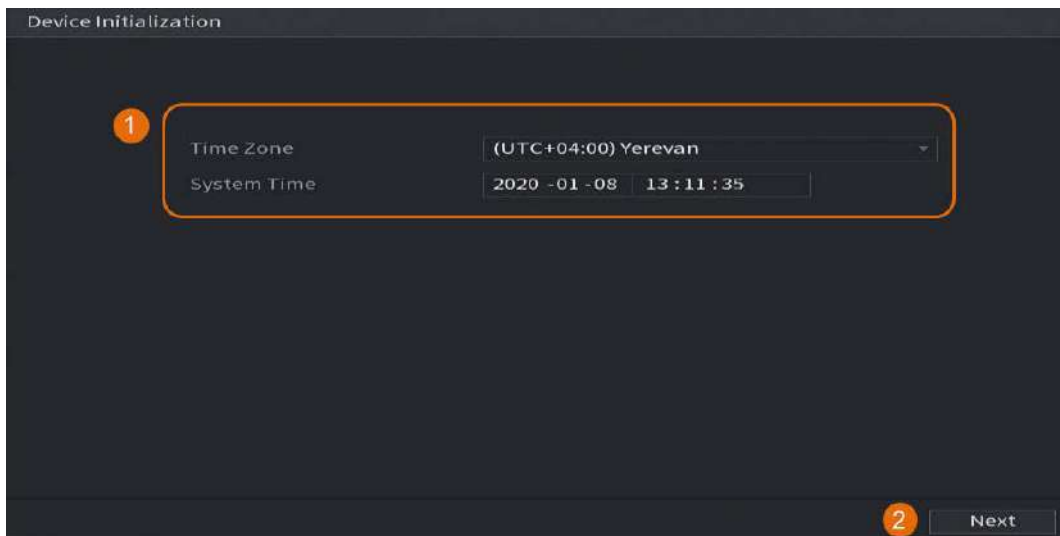 Device Initialization
1
Time Zone (UTC+04:00) Yerevan
System Time 2020 -01 -08 13 : 11 : 35
2 Next